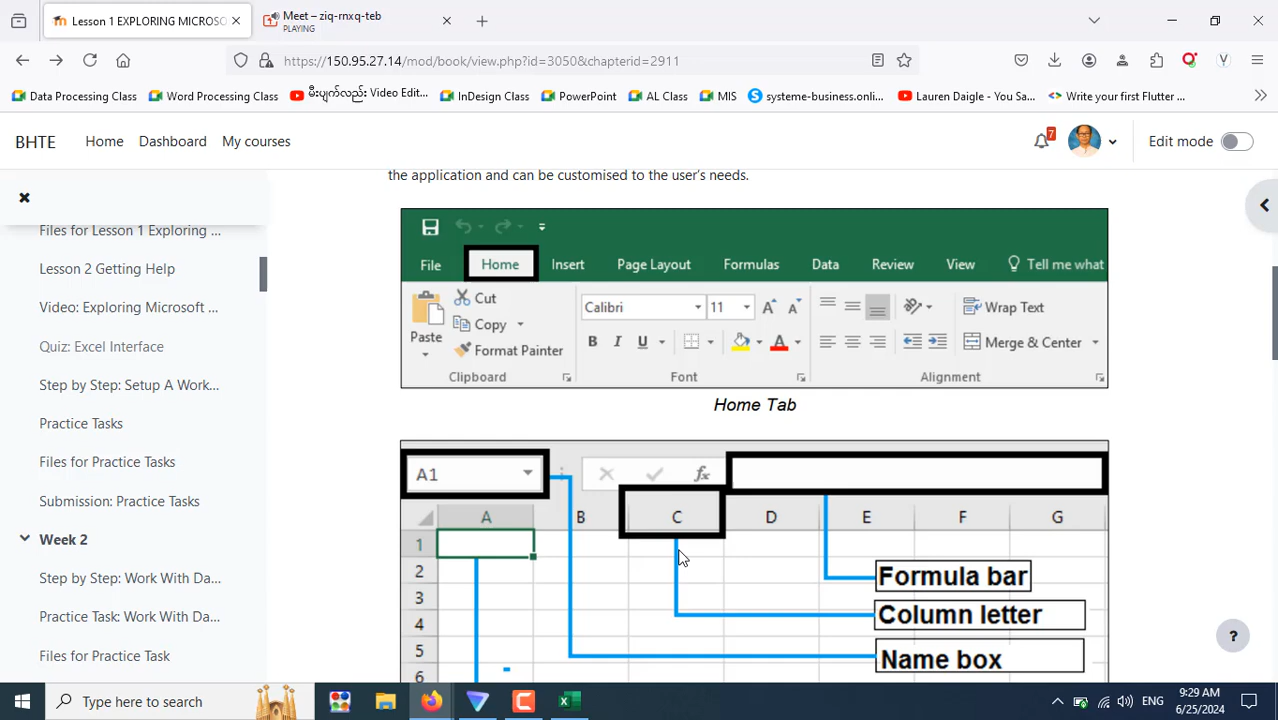 Lesson 1 EXPLORING MICROSO
Meet – ziq-rnxq-teb
PLAYING
https://150.95.27.14/mod/book/view.php?id=3050&chapterid=2911
Data Processing Class
Word Processing Class
မီးပျက်လည်း Video Edit...
InDesign Class
PowerPoint
AL Class
MIS
systeme-business.onli...
Lauren Daigle - You Sa...
Write your first Flutter ...
BHTE
Home
Dashboard
My courses
7
Edit mode
the application and can be customised to the user's needs.
Files for Lesson 1 Exploring ...
Lesson 2 Getting Help
Video: Exploring Microsoft ...
Quiz: Excel Interface
Step by Step: Setup A Work...
Practice Tasks
Files for Practice Tasks
Submission: Practice Tasks
Week 2
Step by Step: Work With Da...
Practice Task: Work With Da...
Files for Practice Task
File
Home
Insert
Page Layout
Formulas
Data
Review
View
Tell me what
Paste
Cut
Copy
Format Painter
Clipboard
Calibri
11
B I U
Font
Wrap Text
Merge & Center
Alignment
Home Tab
A1
fx
A B C D E F G
1
2
3
4
5
6
Formula bar
Column letter
Name box
?
Type here to search
ENG
9:29 AM
6/25/2024